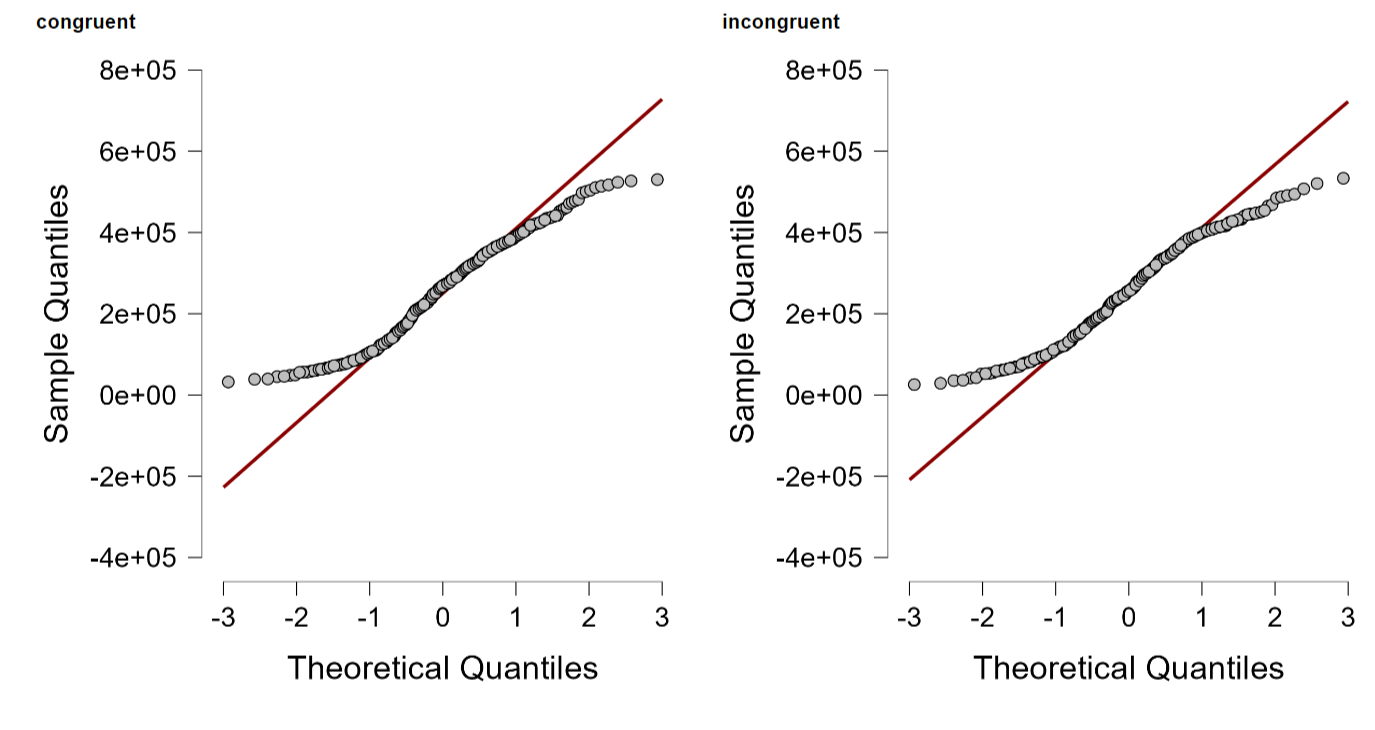 congruent
8e+05
6e+05
4e+05
2e+05
0e+00
-2e+05
-4e+05
Sample Quantiles
-3 -2 -1 0 1 2 3
Theoretical Quantiles
incongruent
8e+05
6e+05
4e+05
2e+05
0e+00
-2e+05
-4e+05
Sample Quantiles
-3 -2 -1 0 1 2 3
Theoretical Quantiles